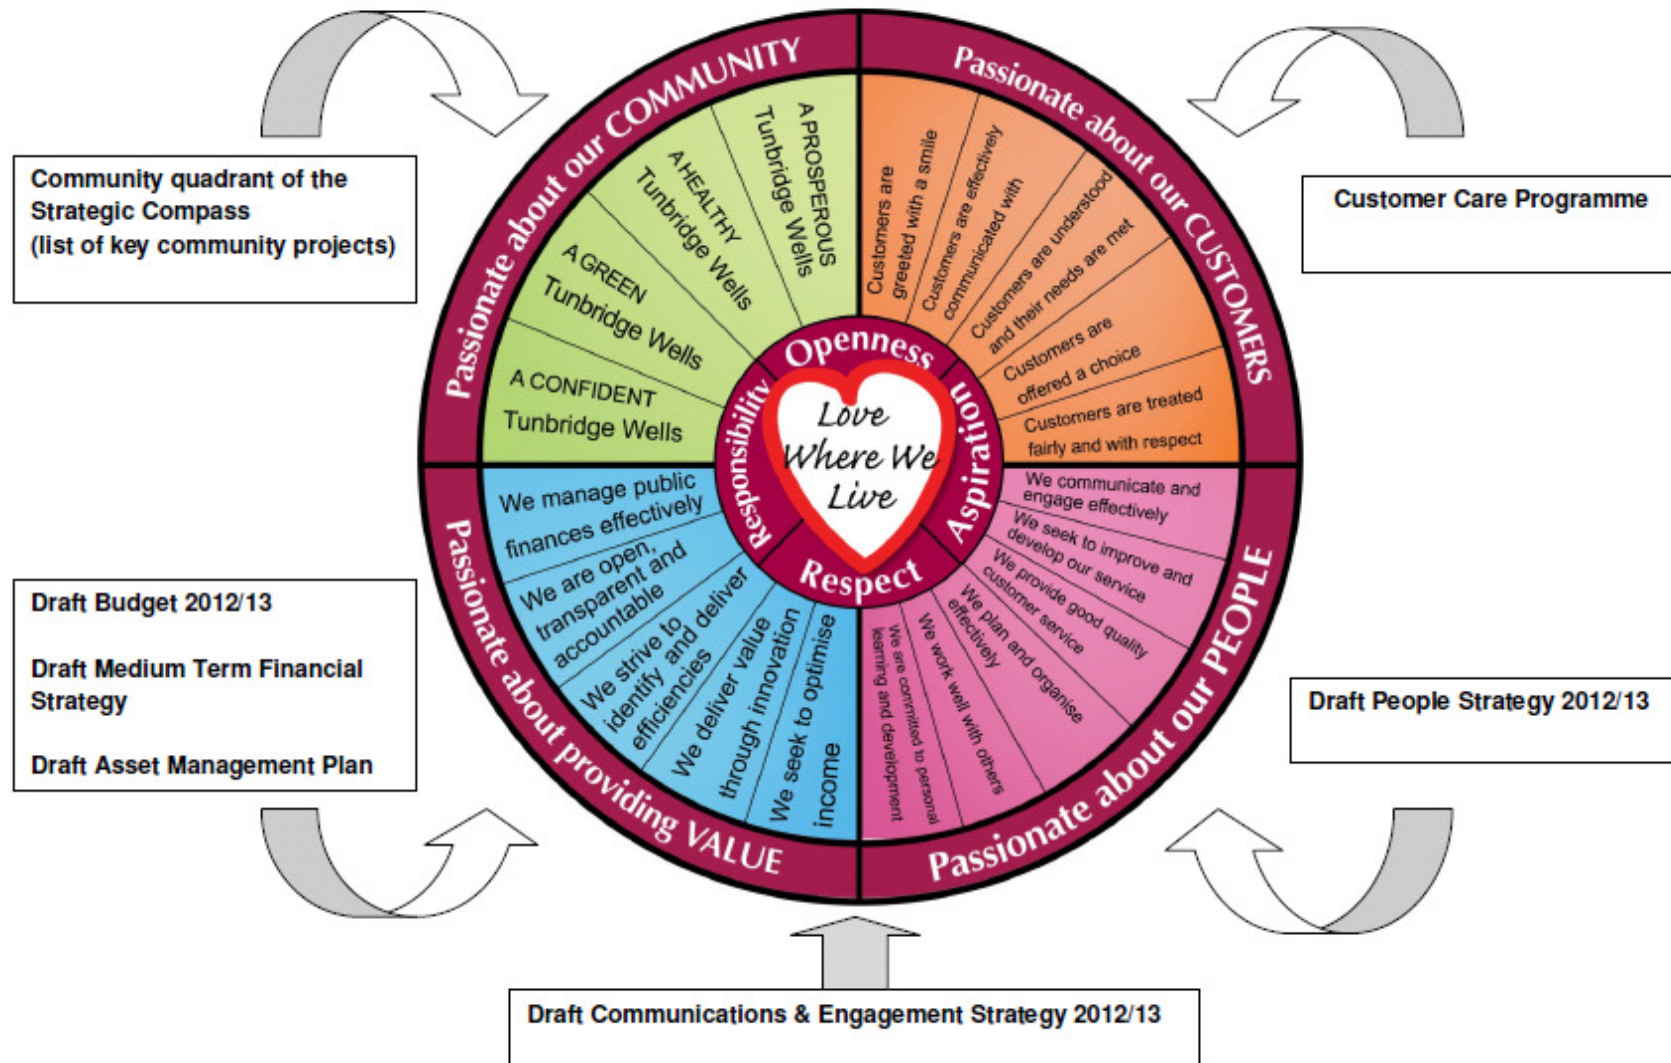 Passionate about our COMMUNITY
Passionate about our CUSTOMERS
Community quadrant of the
Strategic Compass
(list of key community projects)
Customer Care Programme
A CONFIDENT
Tunbridge Wells
A GREEN
Tunbridge Wells
A HEALTHY
Tunbridge Wells
A PROSPEROUS
Tunbridge Wells
Customers are
greeted with a smile
Customers are effectively
communicated with
Customers are understood
and their needs are met
Customers are
offered a choice
Customers are treated
fairly and with respect
Openness
Aspiration
Respect
Responsibility
Love
Where We
Live
We manage public
finances effectively
We are open,
transparent and
accountable
We strive to
identify and deliver
efficiencies
We deliver value
through innovation
We seek to optimise
income
We communicate and
engage effectively
We seek to improve and
develop our service
We provide good quality
customer service
We plan and organise
effectively
We work well with others
We are committed to personal
learning and development
Passionate about providing VALUE
Passionate about our PEOPLE
Draft Budget 2012/13
Draft Medium Term Financial
Strategy
Draft Asset Management Plan
Draft People Strategy 2012/13
Draft Communications & Engagement Strategy 2012/13